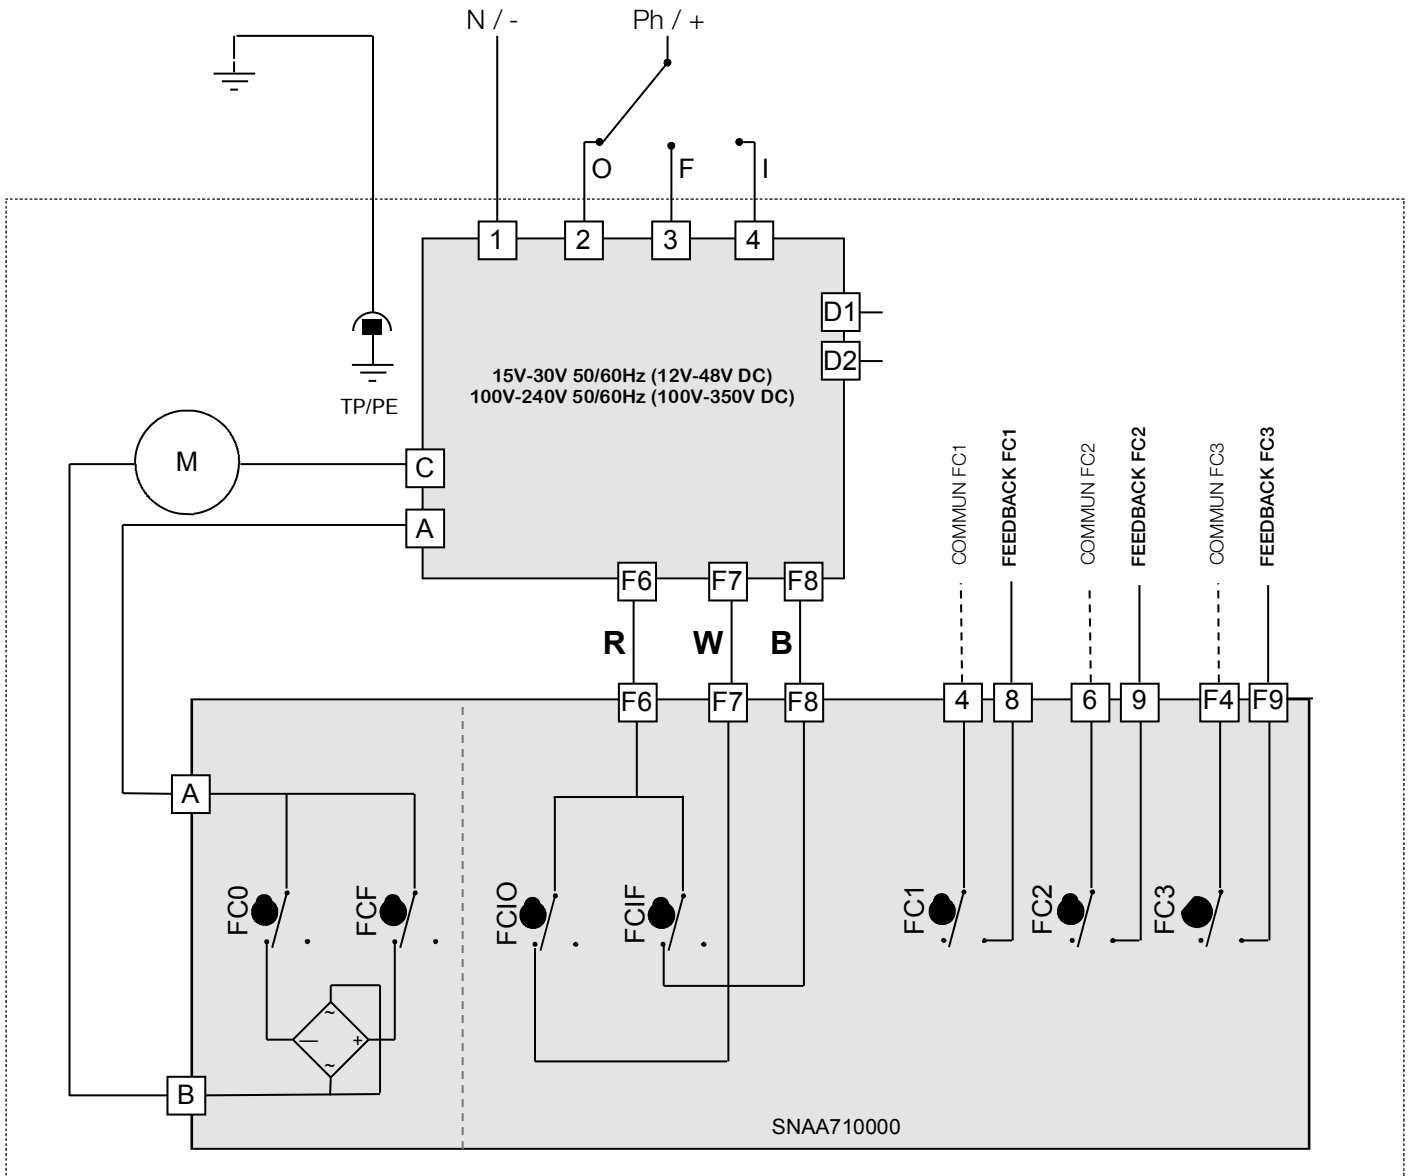 N / -
Ph / +
O
F
I
1
2
3
4
D1
D2
15V-30V 50/60Hz (12V-48V DC)
100V-240V 50/60Hz (100V-350V DC)
TP/PE
M
C
A
COMMUN FC1
FEEDBACK FC1
COMMUN FC2
FEEDBACK FC2
COMMUN FC3
FEEDBACK FC3
F6
F7
F8
R
W
B
F6
F7
F8
4
8
6
9
F4
F9
A
FC0
FCF
FCIO
FCIF
FC1
FC2
FC3
~
— +
~
B
SNAA710000